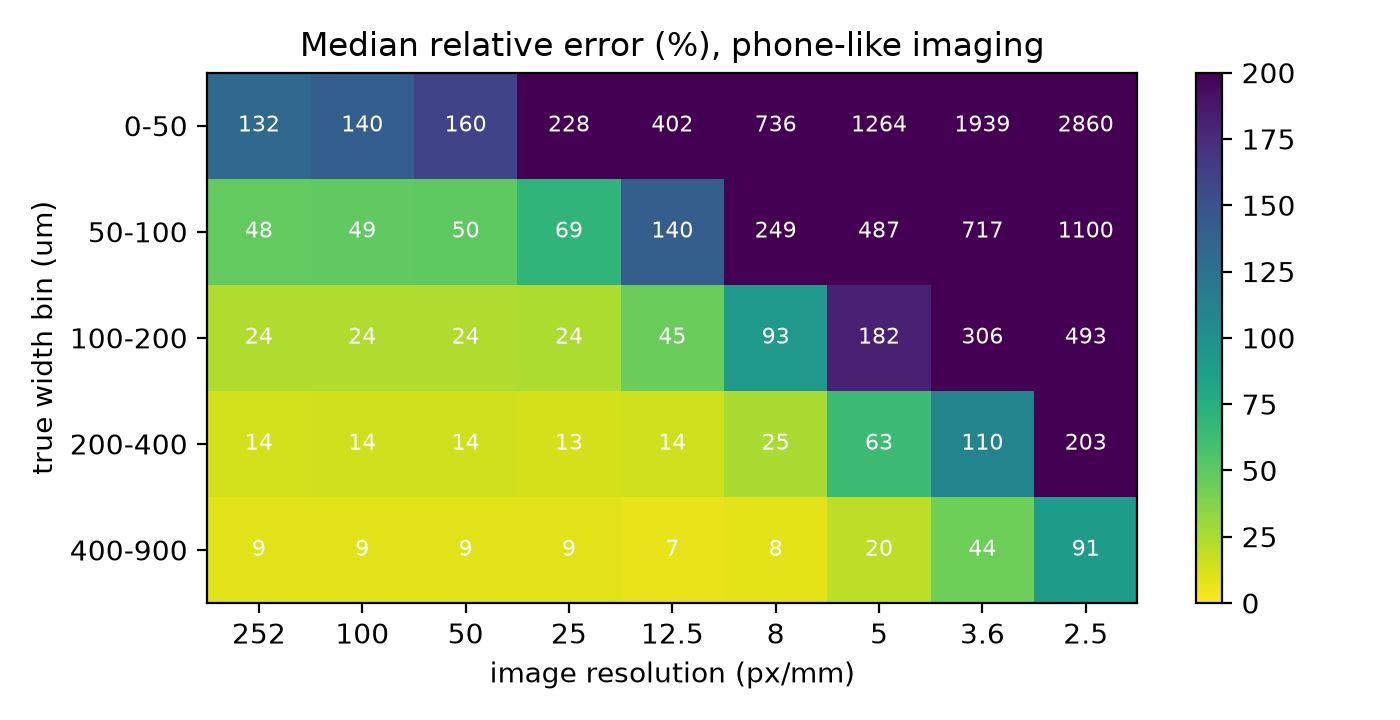 Median relative error (%), phone-like imaging
true width bin (um)
0-50 132 140 160 228 402 736 1264 1939 2860
50-100 48 49 50 69 140 249 487 717 1100
100-200 24 24 24 24 45 93 182 306 493
200-400 14 14 14 13 14 25 63 110 203
400-900 9 9 9 9 7 8 20 44 91
252 100 50 25 12.5 8 5 3.6 2.5
image resolution (px/mm)
200
175
150
125
100
75
50
25
0